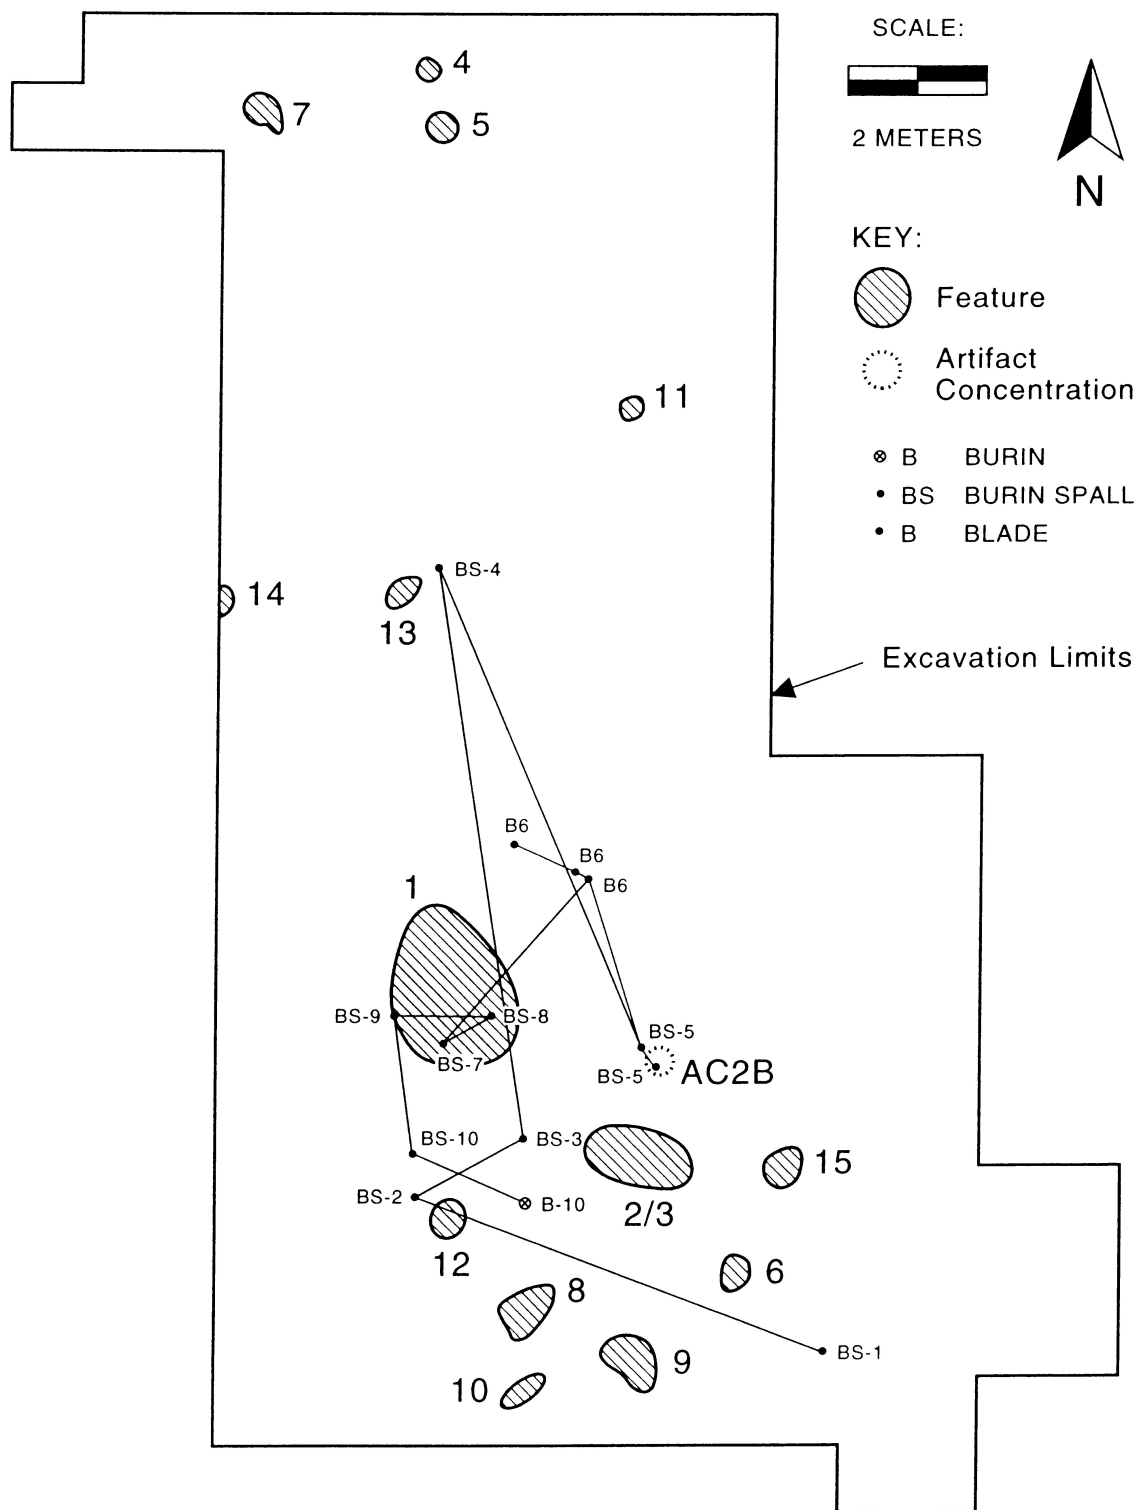 SCALE:
4
7
5
2 METERS
N
KEY:
Feature
Artifact
Concentration
11
B BURIN
BS BURIN SPALL
B BLADE
BS-4
14
13
Excavation Limits
B6
B6
B6
1
BS-9
BS-8
BS-5
BS-7
BS-5
AC2B
BS-10
BS-3
15
BS-2
B-10
2/3
12
6
8
BS-1
9
10